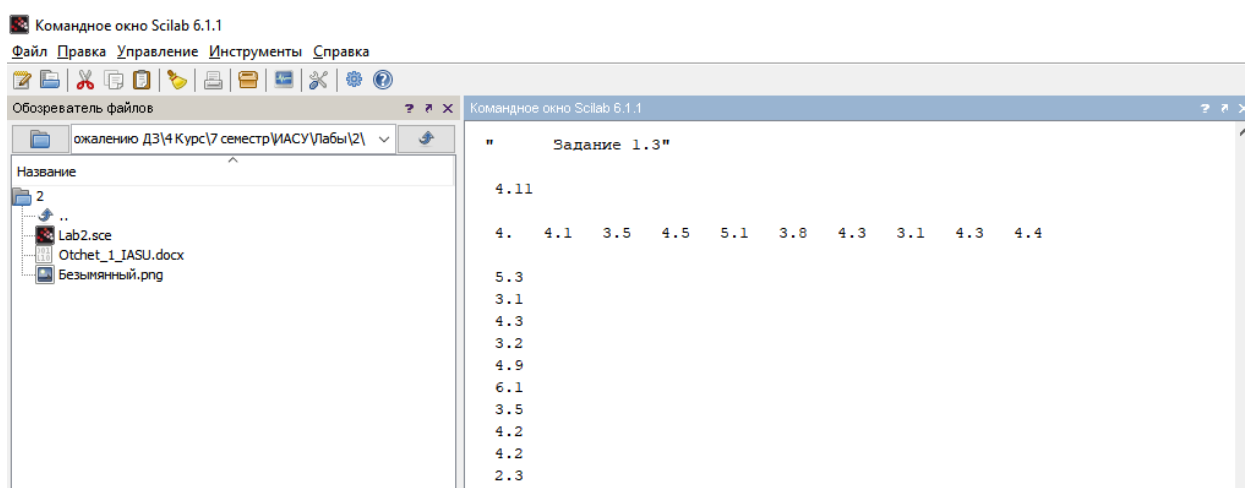 Командное окно Scilab 6.1.1
Файл Правка Управление Инструменты Справка
Обозреватель файлов
ожалению ДЗ\4 Курс\7 семестр\ИАСУ\Лабы\2\
Название
2
..
Lab2.sce
Otchet_1_IASU.docx
Безымянный.png
Командное окно Scilab 6.1.1
"     Задание 1.3"
4.11
4.   4.1   3.5   4.5   5.1   3.8   4.3   3.1   4.3   4.4
5.3
3.1
4.3
3.2
4.9
6.1
3.5
4.2
4.2
2.3